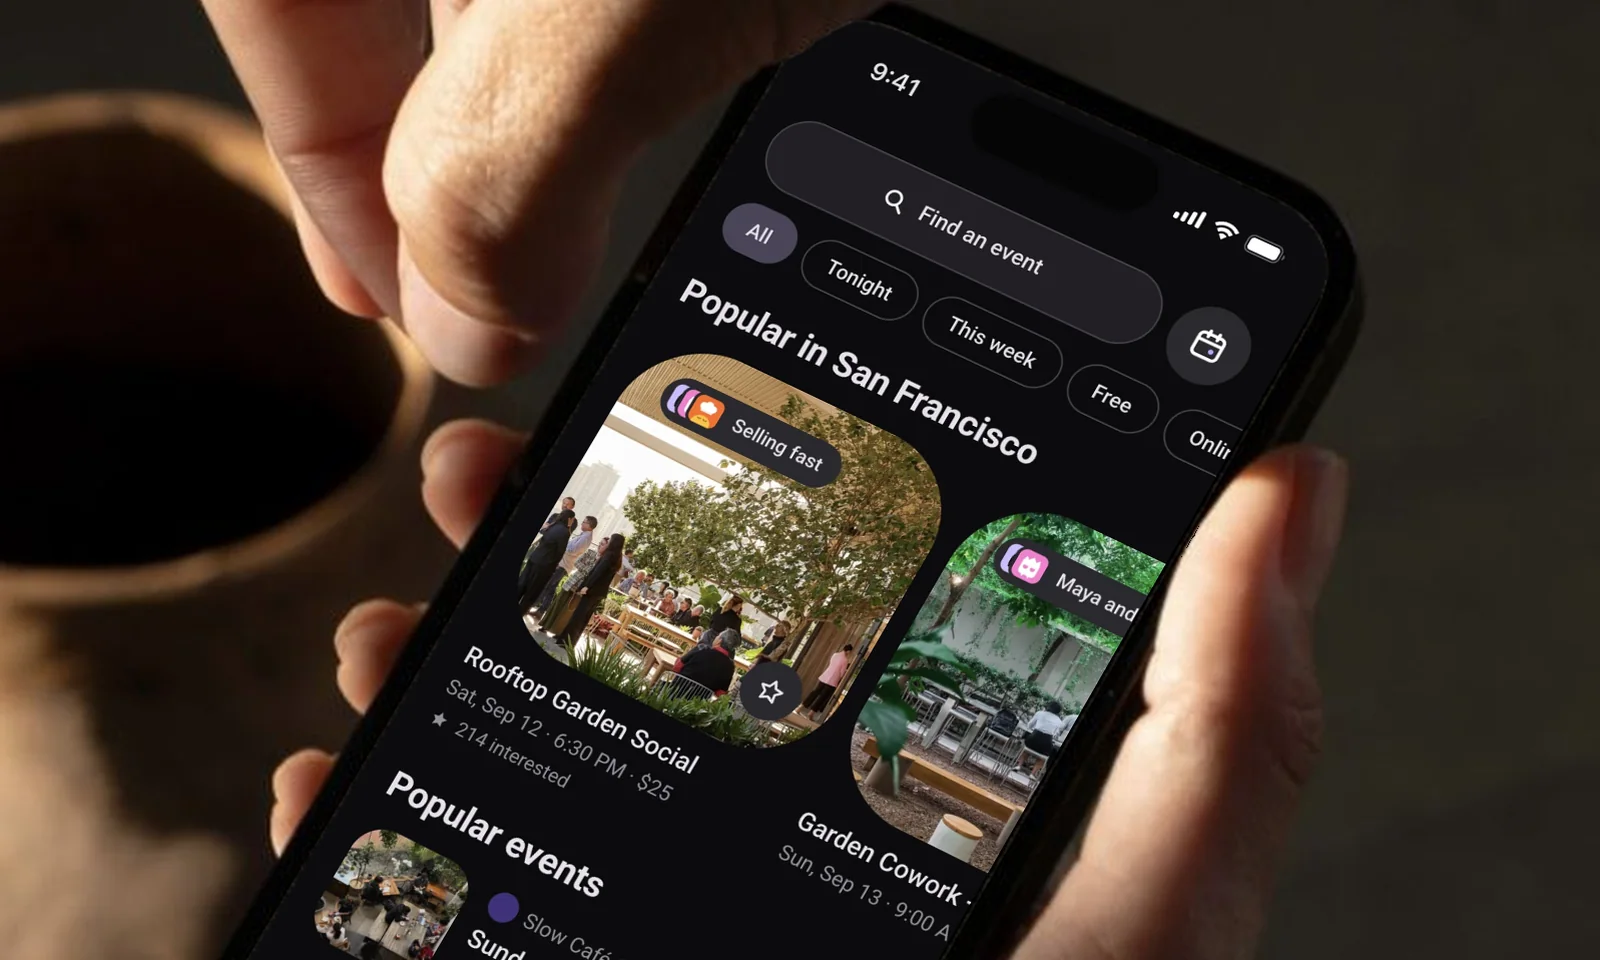 9:41
Find an event
All
Tonight
This week
Free
Popular in San Francisco
Selling fast
Maya and
Rooftop Garden Social
Sat, Sep 12 · 6:30 PM · $25
214 interested
Garden Cowork
Sun, Sep 13 · 9:00 A
Popular events
Slow Café